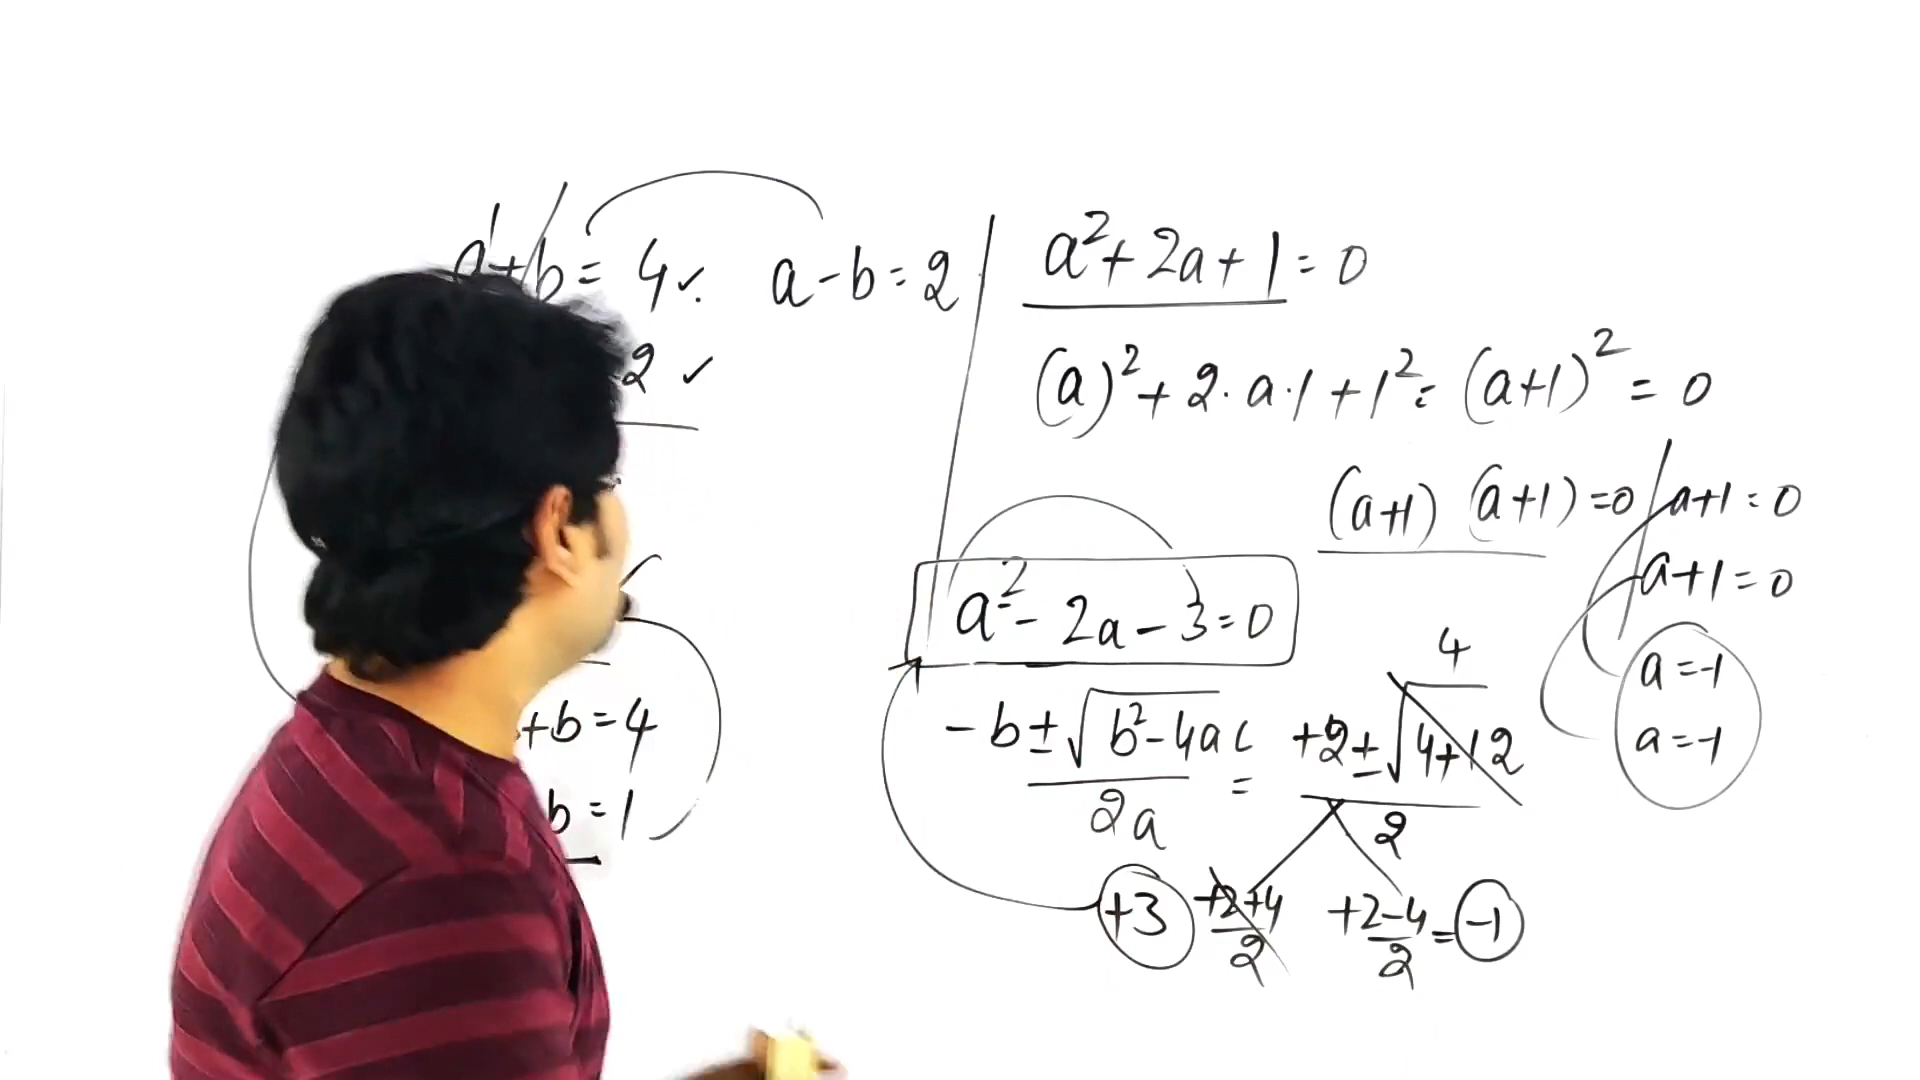 a+b = 4 ✓. a-b = 2
2 ✓
+b = 4
b = 1
a² + 2a + 1 = 0
(a)² + 2·a·1 + 1² = (a+1)² = 0
(a+1) (a+1) = 0
a+1 = 0
a+1 = 0
a = -1
a = -1
a² - 2a - 3 = 0
-b ± √b²-4ac / 2a = +2 ± √4+12 / 2
4
+3 +2+4 / 2 +2-4 / 2 = -1